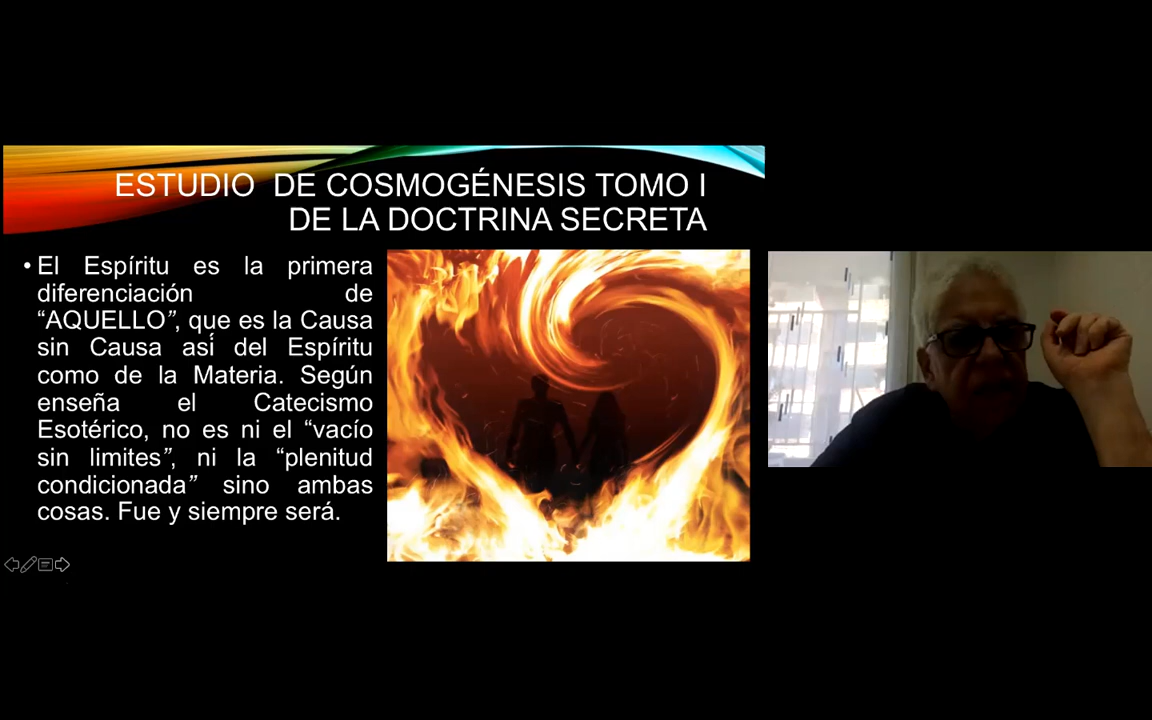 ESTUDIO DE COSMOGÉNESIS TOMO I
DE LA DOCTRINA SECRETA
• El Espíritu es la primera
diferenciación de
“AQUELLO”, que es la Causa
sin Causa así del Espíritu
como de la Materia. Según
enseña el Catecismo
Esotérico, no es ni el “vacío
sin limites”, ni la “plenitud
condicionada” sino ambas
cosas. Fue y siempre será.